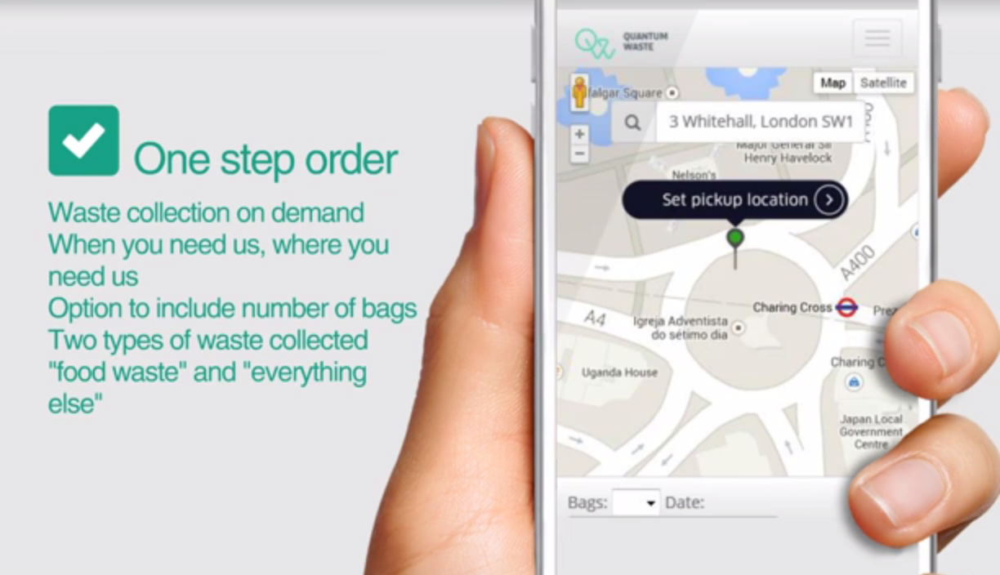 One step order
Waste collection on demand
When you need us, where you
need us
Option to include number of bags
Two types of waste collected
"food waste" and "everything
else"
QUANTUM
WASTE
Map Satellite
falgar Square
3 Whitehall, London SW1
Major General Sir
Henry Havelock
Nelson's
Set pickup location
A400
A4
Charing Cross
Igreja Adventista
do sétimo dia
Uganda House
Charing C
Japan Local
Government
Centre
Bags: Date: